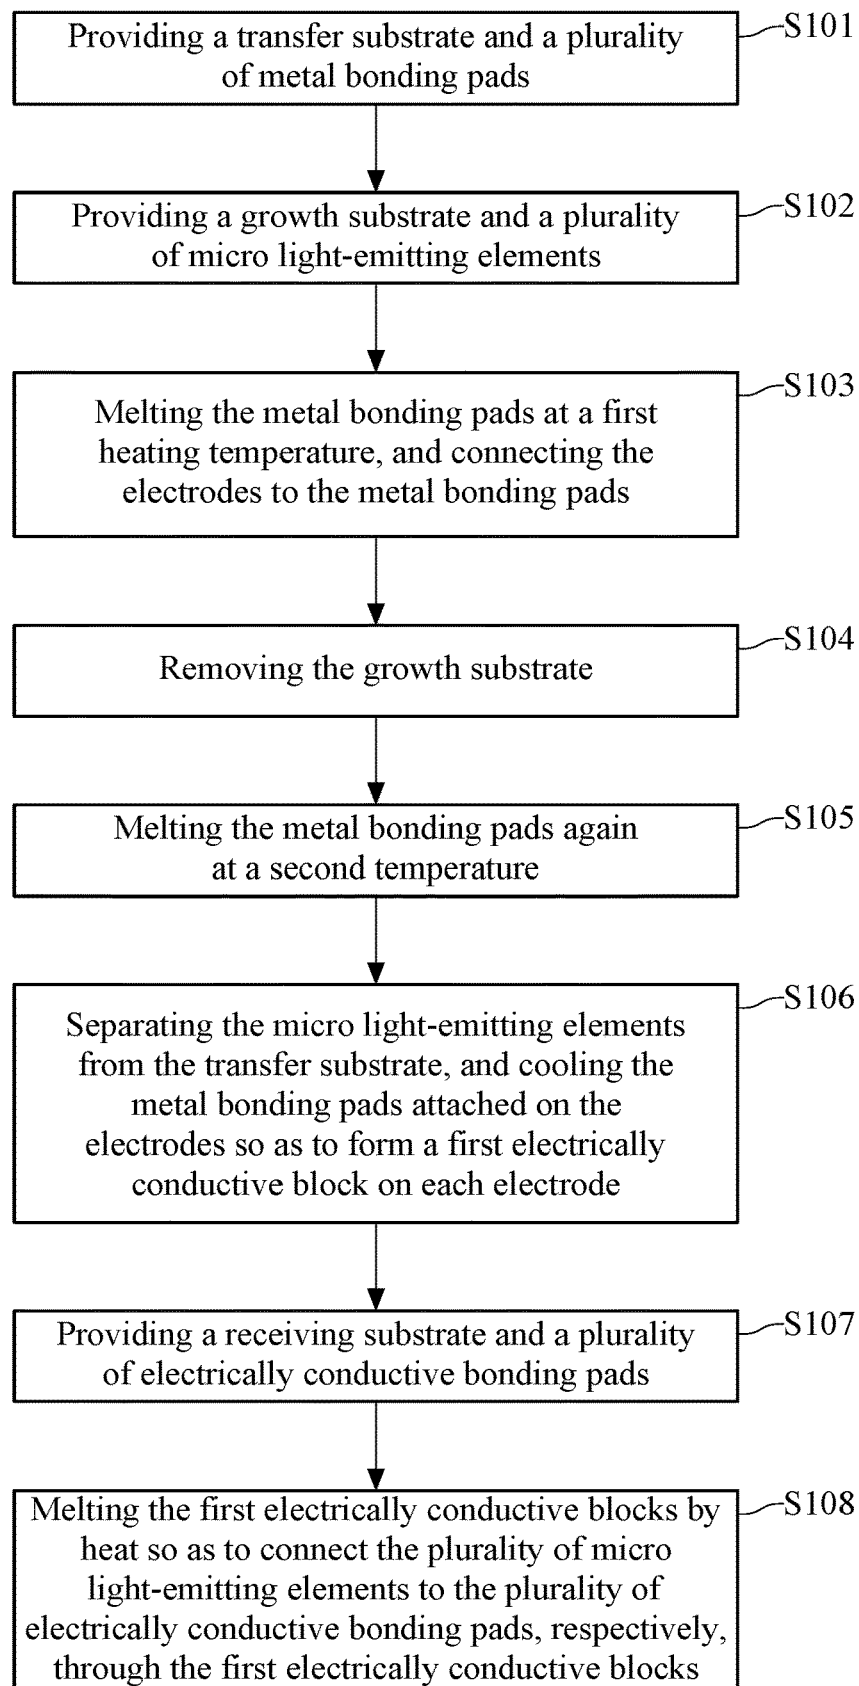 Providing a transfer substrate and a plurality
of metal bonding pads
S101
Providing a growth substrate and a plurality
of micro light-emitting elements
S102
Melting the metal bonding pads at a first
heating temperature, and connecting the
electrodes to the metal bonding pads
S103
Removing the growth substrate
S104
Melting the metal bonding pads again
at a second temperature
S105
Separating the micro light-emitting elements
from the transfer substrate, and cooling the
metal bonding pads attached on the
electrodes so as to form a first electrically
conductive block on each electrode
S106
Providing a receiving substrate and a plurality
of electrically conductive bonding pads
S107
Melting the first electrically conductive blocks by
heat so as to connect the plurality of micro
light-emitting elements to the plurality of
electrically conductive bonding pads, respectively,
through the first electrically conductive blocks
S108